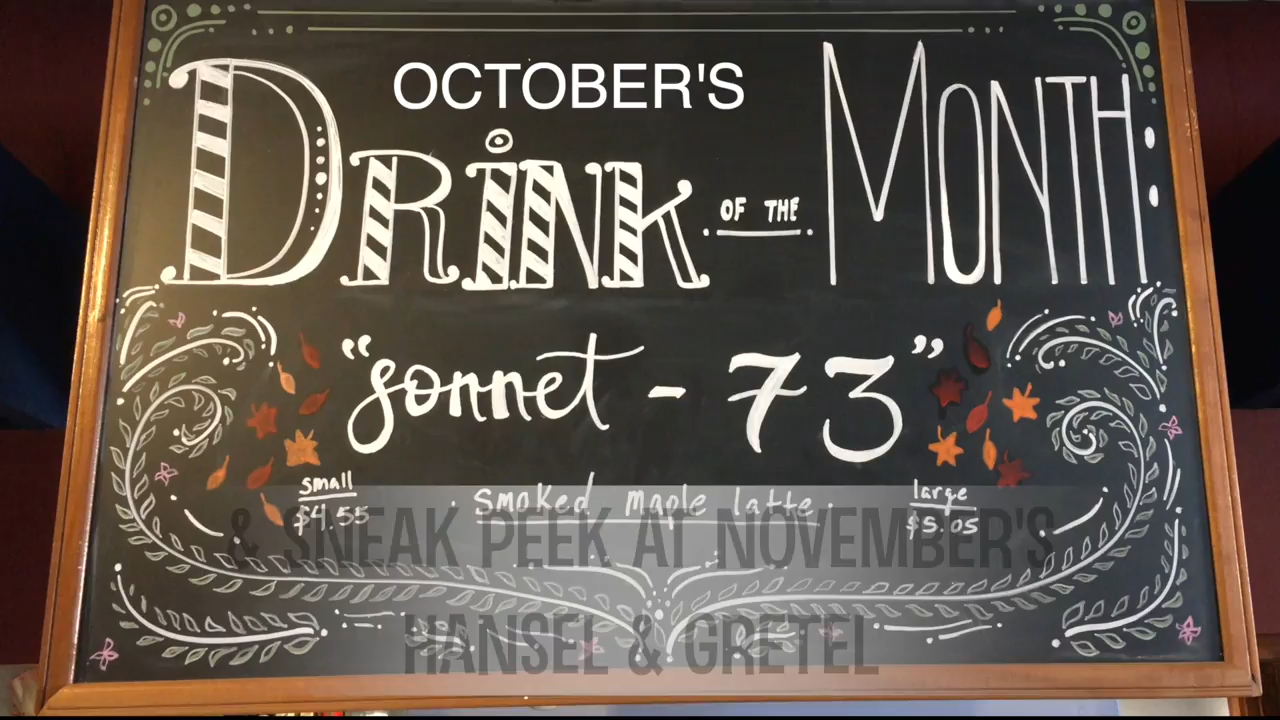 OCTOBER'S
DRiNK OF THE MONTH:
"sonnet - 73"
small
$4.55
smoked maple latte.
large
$5.05
& SNEAK PEEK AT NOVEMBER'S
HANSEL & GRETEL